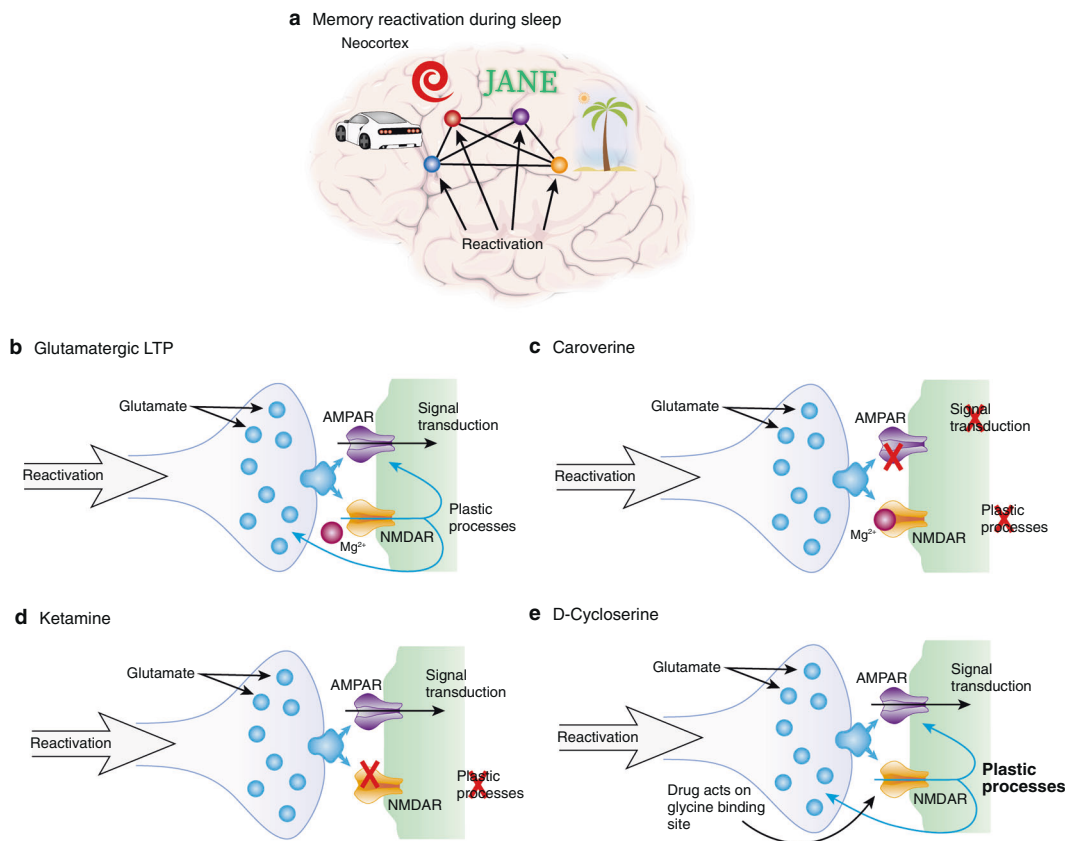 a Memory reactivation during sleep
Neocortex
JANE
Reactivation
b Glutamatergic LTP
Glutamate
AMPAR
Signal
transduction
Reactivation
Plastic
processes
Mg²⁺
NMDAR
c Caroverine
Glutamate
AMPAR
Signal
transduction
Reactivation
Plastic
processes
Mg²⁺
NMDAR
d Ketamine
Glutamate
AMPAR
Signal
transduction
Reactivation
Plastic
processes
NMDAR
e D-Cycloserine
Glutamate
AMPAR
Signal
transduction
Reactivation
Plastic
processes
Drug acts on
glycine binding
site
NMDAR